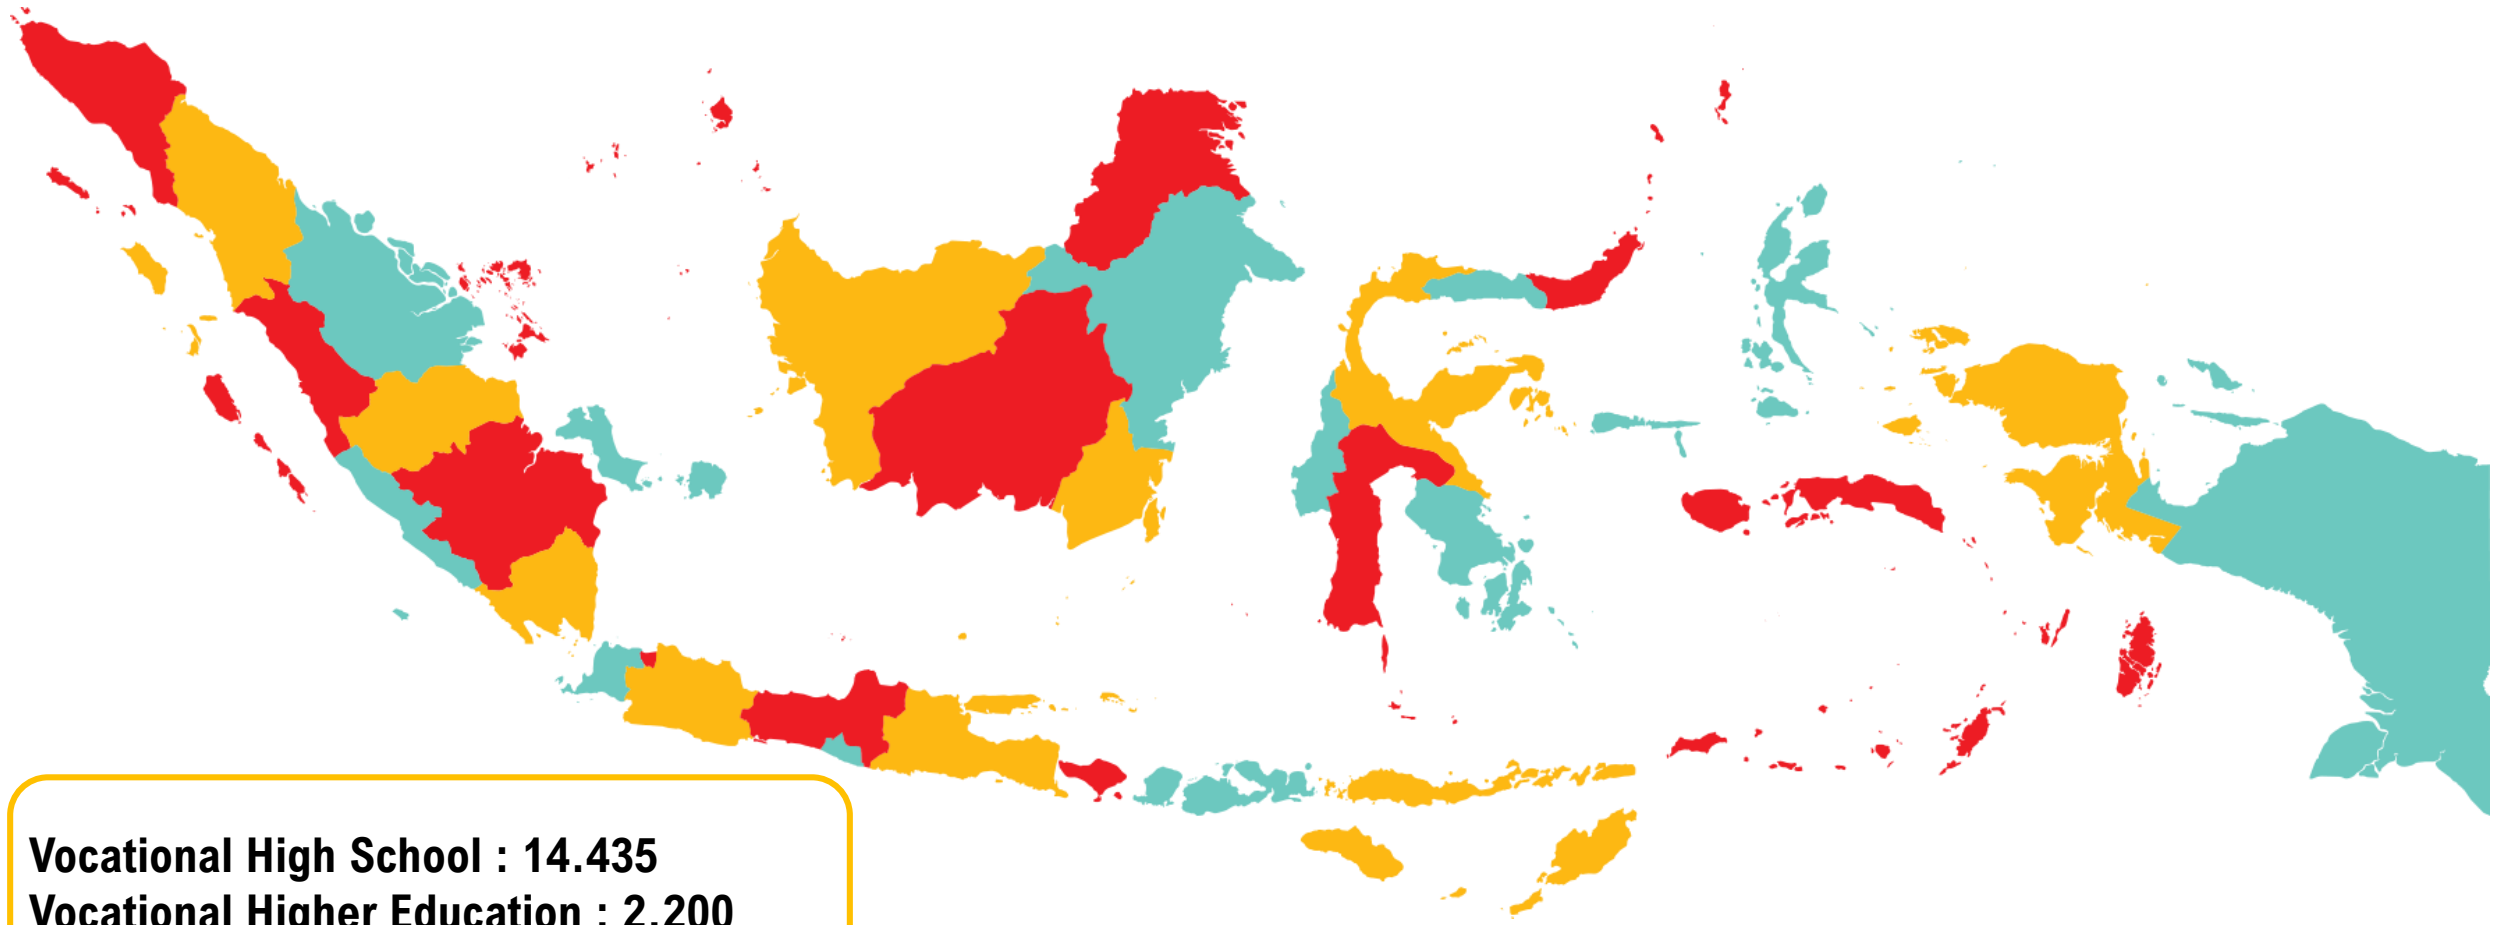 Vocational High School : 14.435
Vocational Higher Education : 2.200